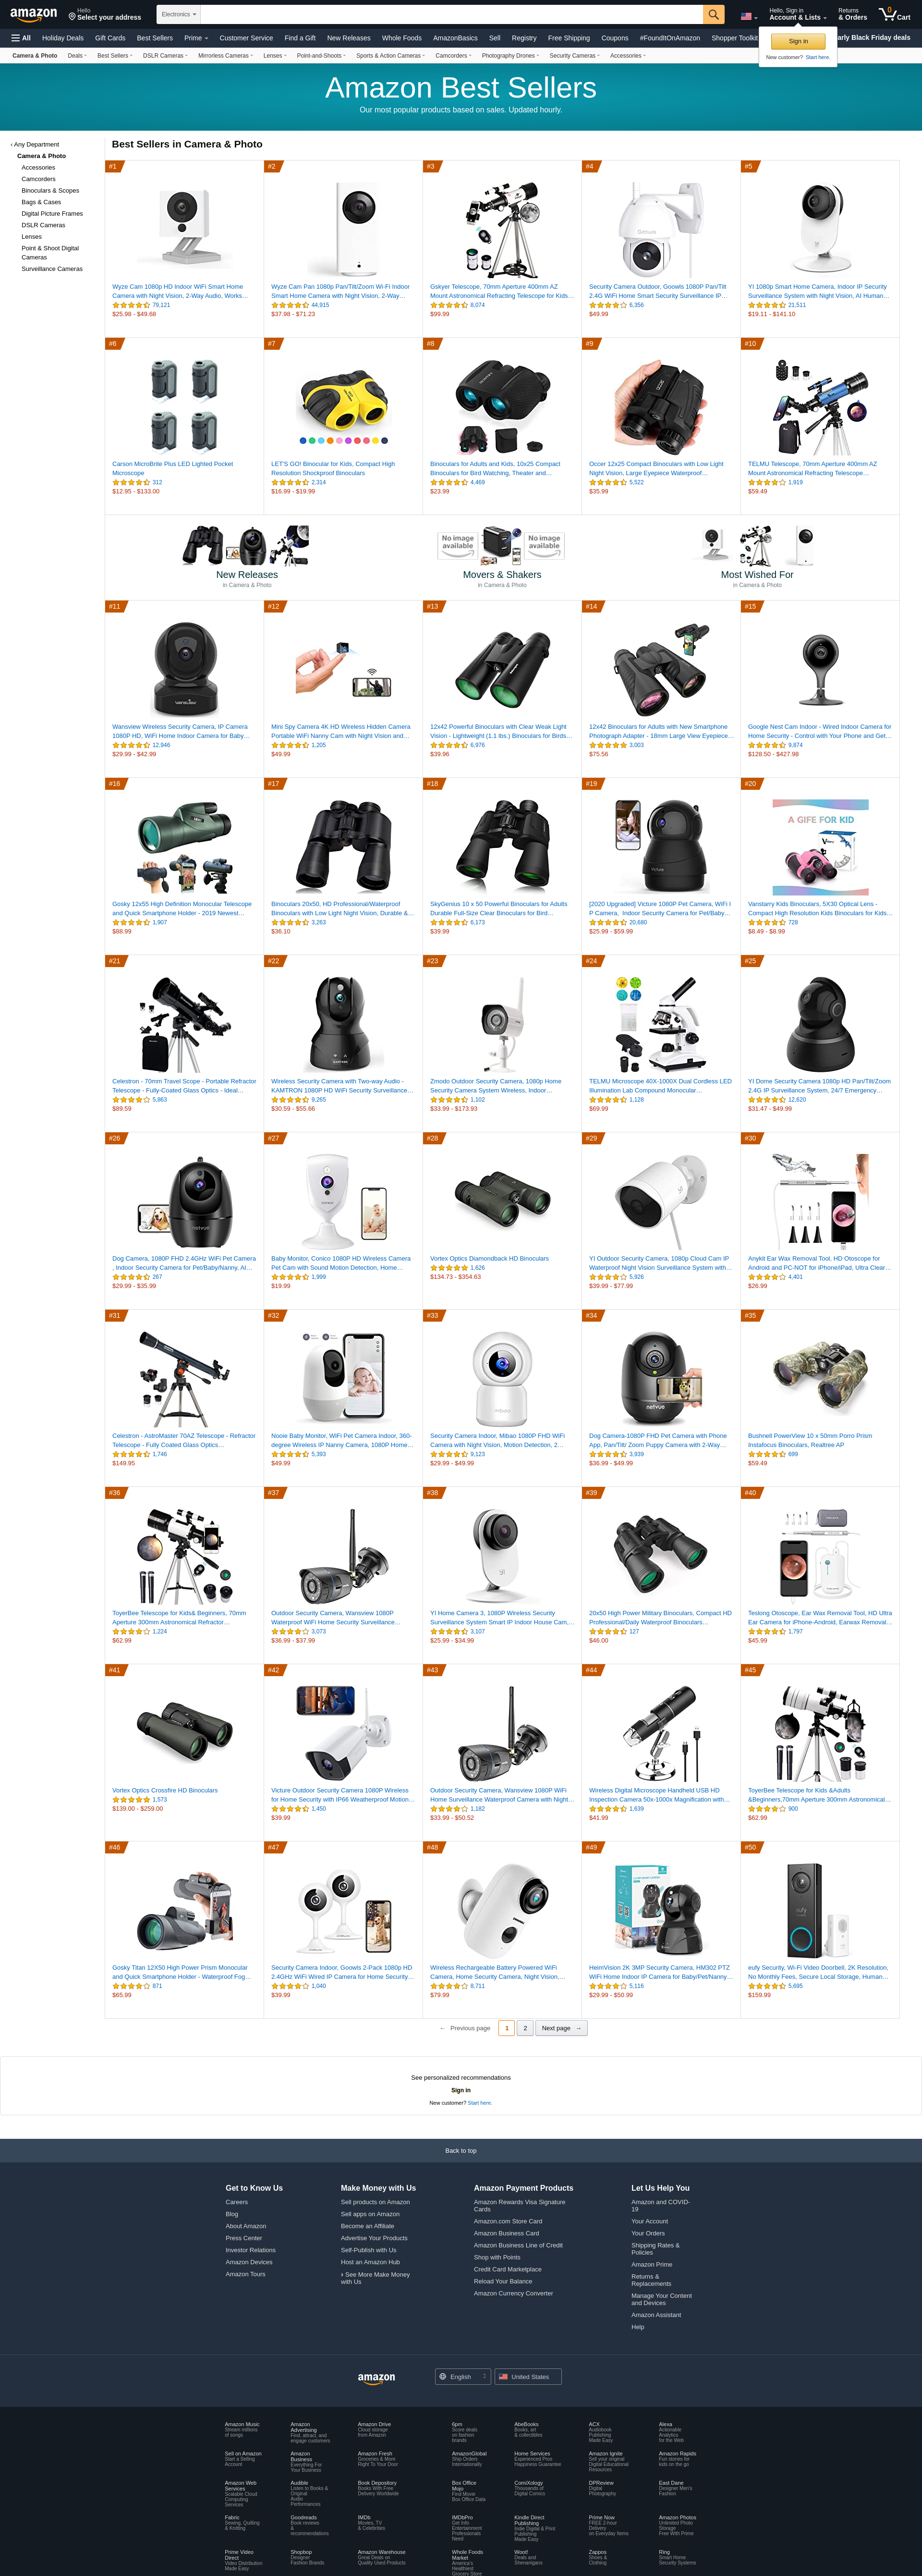 amazon
Hello
Select your address
Electronics
Hello, Sign in
Account & Lists
Returns
& Orders
0
Cart
All
Holiday Deals
Gift Cards
Best Sellers
Prime
Customer Service
Find a Gift
New Releases
Whole Foods
AmazonBasics
Sell
Registry
Free Shipping
Coupons
#FoundItOnAmazon
Shopper Toolkit
arly Black Friday deals
Sign in
New customer? Start here.
Camera & Photo
Deals
Best Sellers
DSLR Cameras
Mirrorless Cameras
Lenses
Point-and-Shoots
Sports & Action Cameras
Camcorders
Photography Drones
Security Cameras
Accessories
Amazon Best Sellers
Our most popular products based on sales. Updated hourly.
‹ Any Department
Camera & Photo
Accessories
Camcorders
Binoculars & Scopes
Bags & Cases
Digital Picture Frames
DSLR Cameras
Lenses
Point & Shoot Digital
Cameras
Surveillance Cameras
Best Sellers in Camera & Photo
#1
Wyze Cam 1080p HD Indoor WiFi Smart Home
Camera with Night Vision, 2-Way Audio, Works…
79,121
$25.98 - $49.68
#2
Wyze Cam Pan 1080p Pan/Tilt/Zoom Wi-Fi Indoor
Smart Home Camera with Night Vision, 2-Way…
44,915
$37.98 - $71.23
#3
Gskyer Telescope, 70mm Aperture 400mm AZ
Mount Astronomical Refracting Telescope for Kids…
8,074
$99.99
#4
Security Camera Outdoor, Goowls 1080P Pan/Tilt
2.4G WiFi Home Smart Security Surveillance IP…
6,356
$49.99
#5
YI 1080p Smart Home Camera, Indoor IP Security
Surveillance System with Night Vision, AI Human…
21,511
$19.11 - $141.10
#6
Carson MicroBrite Plus LED Lighted Pocket
Microscope
312
$12.95 - $133.00
#7
LET'S GO! Binocular for Kids, Compact High
Resolution Shockproof Binoculars
2,314
$16.99 - $19.99
#8
Binoculars for Adults and Kids, 10x25 Compact
Binoculars for Bird Watching, Theater and…
4,469
$23.99
#9
Occer 12x25 Compact Binoculars with Low Light
Night Vision, Large Eyepiece Waterproof…
5,522
$35.99
#10
TELMU Telescope, 70mm Aperture 400mm AZ
Mount Astronomical Refracting Telescope…
1,919
$59.49
New Releases
in Camera & Photo
No image
available
No image
available
Movers & Shakers
in Camera & Photo
Most Wished For
in Camera & Photo
#11
Wansview Wireless Security Camera, IP Camera
1080P HD, WiFi Home Indoor Camera for Baby…
12,946
$29.99 - $42.99
#12
Mini Spy Camera 4K HD Wireless Hidden Camera
Portable WiFi Nanny Cam with Night Vision and…
1,205
$49.99
#13
12x42 Powerful Binoculars with Clear Weak Light
Vision - Lightweight (1.1 lbs.) Binoculars for Birds…
6,976
$39.96
#14
12x42 Binoculars for Adults with New Smartphone
Photograph Adapter - 18mm Large View Eyepiece…
3,003
$75.56
#15
Google Nest Cam Indoor - Wired Indoor Camera for
Home Security - Control with Your Phone and Get…
9,874
$128.50 - $427.98
#16
Gosky 12x55 High Definition Monocular Telescope
and Quick Smartphone Holder - 2019 Newest…
1,907
$88.99
#17
Binoculars 20x50, HD Professional/Waterproof
Binoculars with Low Light Night Vision, Durable &…
3,263
$36.10
#18
SkyGenius 10 x 50 Powerful Binoculars for Adults
Durable Full-Size Clear Binoculars for Bird…
6,173
$39.99
#19
[2020 Upgraded] Victure 1080P Pet Camera, WiFi I
P Camera, Indoor Security Camera for Pet/Baby…
20,680
$25.99 - $59.99
#20
A GIFE FOR KID
Vanstarry Kids Binoculars, 5X30 Optical Lens -
Compact High Resolution Kids Binoculars for Kids…
728
$8.49 - $8.99
#21
Celestron - 70mm Travel Scope - Portable Refractor
Telescope - Fully-Coated Glass Optics - Ideal…
5,863
$89.59
#22
Wireless Security Camera with Two-way Audio -
KAMTRON 1080P HD WiFi Security Surveillance…
9,265
$30.59 - $55.66
#23
Zmodo Outdoor Security Camera, 1080p Home
Security Camera System Wireless, Indoor…
1,102
$33.99 - $173.93
#24
TELMU Microscope 40X-1000X Dual Cordless LED
Illumination Lab Compound Monocular…
1,128
$69.99
#25
YI Dome Security Camera 1080p HD Pan/Tilt/Zoom
2.4G IP Surveillance System, 24/7 Emergency…
12,620
$31.47 - $49.99
#26
netvue
Dog Camera, 1080P FHD 2.4GHz WiFi Pet Camera
, Indoor Security Camera for Pet/Baby/Nanny, AI…
267
$29.99 - $35.99
#27
Baby Monitor, Conico 1080P HD Wireless Camera
Pet Cam with Sound Motion Detection, Home…
1,999
$19.99
#28
Vortex Optics Diamondback HD Binoculars
1,626
$134.73 - $354.63
#29
YI Outdoor Security Camera, 1080p Cloud Cam IP
Waterproof Night Vision Surveillance System with…
5,926
$39.99 - $77.99
#30
Anykit Ear Wax Removal Tool, HD Otoscope for
Android and PC-NOT for iPhone/iPad, Ultra Clear…
4,401
$26.99
#31
Celestron - AstroMaster 70AZ Telescope - Refractor
Telescope - Fully Coated Glass Optics…
1,746
$149.95
#32
Nooie Baby Monitor, WiFi Pet Camera Indoor, 360-
degree Wireless IP Nanny Camera, 1080P Home…
5,393
$49.99
#33
Security Camera Indoor, Mibao 1080P FHD WiFi
Camera with Night Vision, Motion Detection, 2…
9,123
$29.99 - $49.99
#34
netvue
Dog Camera-1080P FHD Pet Camera with Phone
App, Pan/Tilt/ Zoom Puppy Camera with 2-Way…
3,939
$36.99 - $49.99
#35
Bushnell PowerView 10 x 50mm Porro Prism
Instafocus Binoculars, Realtree AP
699
$59.49
#36
ToyerBee Telescope for Kids& Beginners, 70mm
Aperture 300mm Astronomical Refractor…
1,224
$62.99
#37
Outdoor Security Camera, Wansview 1080P
Waterproof WiFi Home Security Surveillance…
3,073
$36.99 - $37.99
#38
YI Home Camera 3, 1080P Wireless Security
Surveillance System Smart IP Indoor House Cam,…
3,107
$25.99 - $34.99
#39
20x50 High Power Military Binoculars, Compact HD
Professional/Daily Waterproof Binoculars…
127
$46.00
#40
Teslong Otoscope, Ear Wax Removal Tool, HD Ultra
Ear Camera for iPhone-Android, Earwax Removal…
1,797
$45.99
#41
Vortex Optics Crossfire HD Binoculars
1,573
$139.00 - $259.00
#42
Victure Outdoor Security Camera 1080P Wireless
for Home Security with IP66 Weatherproof Motion…
1,450
$39.99
#43
Outdoor Security Camera, Wansview 1080P WiFi
Home Surveillance Waterproof Camera with Night…
1,182
$33.99 - $50.52
#44
Wireless Digital Microscope Handheld USB HD
Inspection Camera 50x-1000x Magnification with…
1,639
$41.99
#45
ToyerBee Telescope for Kids &Adults
&Beginners,70mm Aperture 300mm Astronomical…
900
$62.99
#46
Gosky Titan 12X50 High Power Prism Monocular
and Quick Smartphone Holder - Waterproof Fog…
871
$65.99
#47
Security Camera Indoor, Goowls 2-Pack 1080p HD
2.4GHz WiFi Wired IP Camera for Home Security…
1,040
$39.99
#48
Wireless Rechargeable Battery Powered WiFi
Camera, Home Security Camera, Night Vision,…
8,711
$79.99
#49
HeimVision 2K 3MP Security Camera, HM302 PTZ
WiFi Home Indoor IP Camera for Baby/Pet/Nanny…
5,116
$29.99 - $50.99
#50
eufy Security, Wi-Fi Video Doorbell, 2K Resolution,
No Monthly Fees, Secure Local Storage, Human…
5,695
$159.99
← Previous page
1
2
Next page →
See personalized recommendations
Sign in
New customer? Start here.
Back to top
Get to Know Us
Careers
Blog
About Amazon
Press Center
Investor Relations
Amazon Devices
Amazon Tours
Make Money with Us
Sell products on Amazon
Sell apps on Amazon
Become an Affiliate
Advertise Your Products
Self-Publish with Us
Host an Amazon Hub
› See More Make Money
with Us
Amazon Payment Products
Amazon Rewards Visa Signature
Cards
Amazon.com Store Card
Amazon Business Card
Amazon Business Line of Credit
Shop with Points
Credit Card Marketplace
Reload Your Balance
Amazon Currency Converter
Let Us Help You
Amazon and COVID-
19
Your Account
Your Orders
Shipping Rates &
Policies
Amazon Prime
Returns &
Replacements
Manage Your Content
and Devices
Amazon Assistant
Help
amazon
English
United States
Amazon Music
Stream millions
of songs
Amazon
Advertising
Find, attract, and
engage customers
Amazon Drive
Cloud storage
from Amazon
6pm
Score deals
on fashion
brands
AbeBooks
Books, art
& collectibles
ACX
Audiobook
Publishing
Made Easy
Alexa
Actionable
Analytics
for the Web
Sell on Amazon
Start a Selling
Account
Amazon
Business
Everything For
Your Business
Amazon Fresh
Groceries & More
Right To Your Door
AmazonGlobal
Ship Orders
Internationally
Home Services
Experienced Pros
Happiness Guarantee
Amazon Ignite
Sell your original
Digital Educational
Resources
Amazon Rapids
Fun stories for
kids on the go
Amazon Web
Services
Scalable Cloud
Computing
Services
Audible
Listen to Books &
Original
Audio
Performances
Book Depository
Books With Free
Delivery Worldwide
Box Office
Mojo
Find Movie
Box Office Data
ComiXology
Thousands of
Digital Comics
DPReview
Digital
Photography
East Dane
Designer Men's
Fashion
Fabric
Sewing, Quilting
& Knitting
Goodreads
Book reviews
&
recommendations
IMDb
Movies, TV
& Celebrities
IMDbPro
Get Info
Entertainment
Professionals
Need
Kindle Direct
Publishing
Indie Digital & Print
Publishing
Made Easy
Prime Now
FREE 2-hour
Delivery
on Everyday Items
Amazon Photos
Unlimited Photo
Storage
Free With Prime
Prime Video
Direct
Video Distribution
Made Easy
Shopbop
Designer
Fashion Brands
Amazon Warehouse
Great Deals on
Quality Used Products
Whole Foods
Market
America's
Healthiest
Grocery Store
Woot!
Deals and
Shenanigans
Zappos
Shoes &
Clothing
Ring
Smart Home
Security Systems